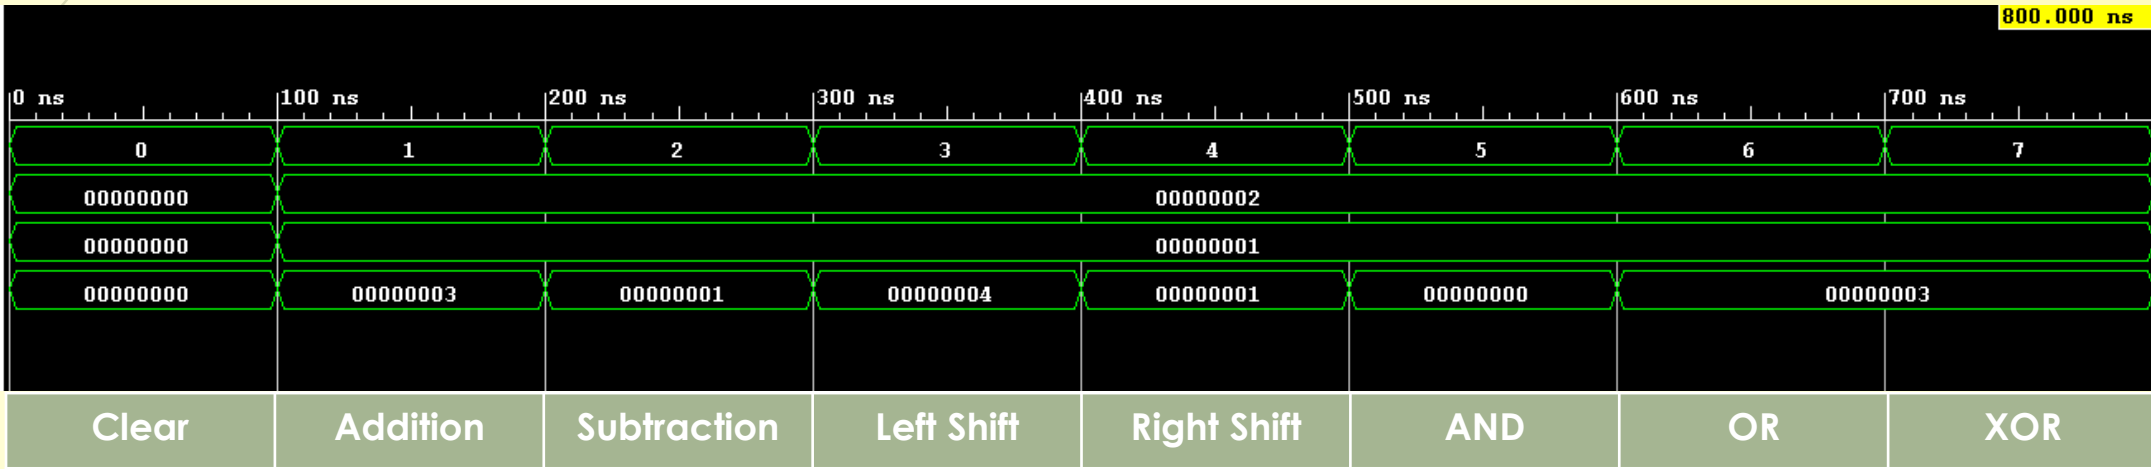 800.000 ns
0 ns 100 ns 200 ns 300 ns 400 ns 500 ns 600 ns 700 ns
0 1 2 3 4 5 6 7
00000000 00000002
00000000 00000001
00000000 00000003 00000001 00000004 00000001 00000000 00000003
Clear Addition Subtraction Left Shift Right Shift AND OR XOR